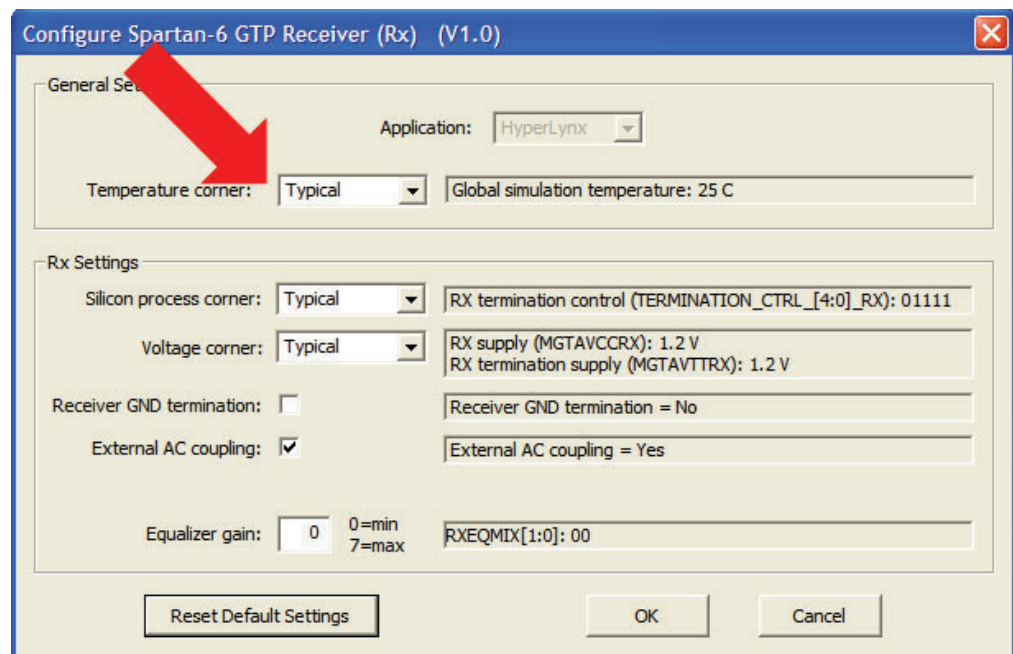 Configure Spartan-6 GTP Receiver (Rx) (V1.0)
General Se
Application: HyperLynx
Temperature corner: Typical Global simulation temperature: 25 C
Rx Settings
Silicon process corner: Typical RX termination control (TERMINATION_CTRL_[4:0]_RX): 01111
Voltage corner: Typical RX supply (MGTAVCCRX): 1.2 V
RX termination supply (MGTAVTTRX): 1.2 V
Receiver GND termination: Receiver GND termination = No
External AC coupling: External AC coupling = Yes
Equalizer gain: 0 0=min
7=max RXEQMIX[1:0]: 00
Reset Default Settings OK Cancel